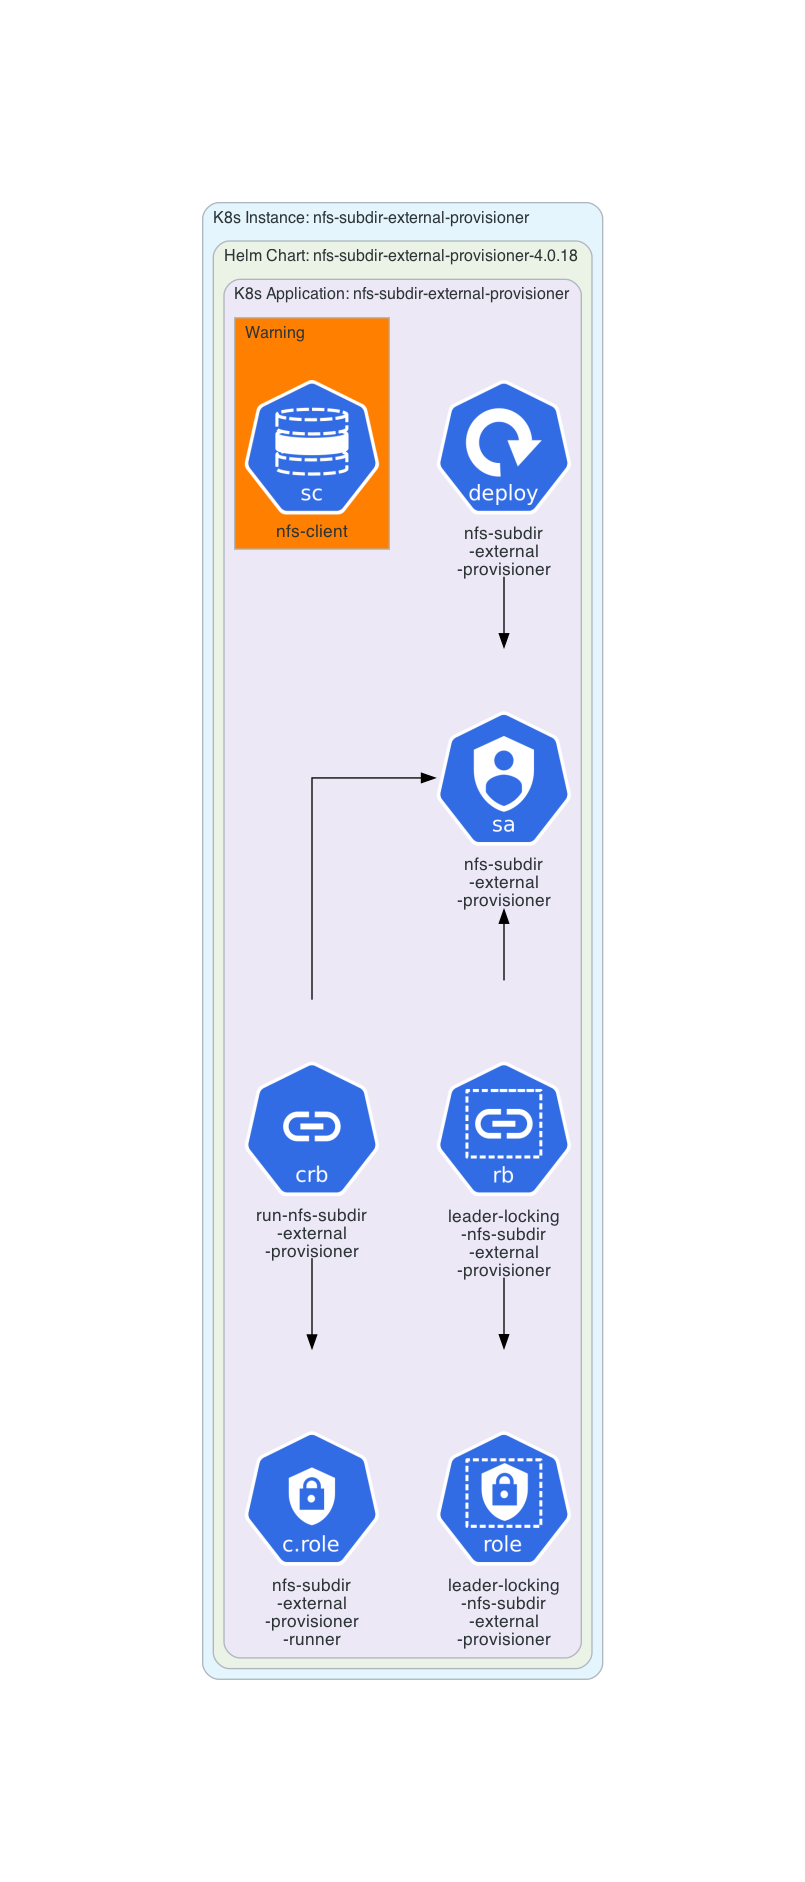 K8s Instance: nfs-subdir-external-provisioner
Helm Chart: nfs-subdir-external-provisioner-4.0.18
K8s Application: nfs-subdir-external-provisioner
Warning
sc
nfs-client
deploy
nfs-subdir
-external
-provisioner
sa
nfs-subdir
-external
-provisioner
crb
run-nfs-subdir
-external
-provisioner
rb
leader-locking
-nfs-subdir
-external
-provisioner
c.role
nfs-subdir
-external
-provisioner
-runner
role
leader-locking
-nfs-subdir
-external
-provisioner